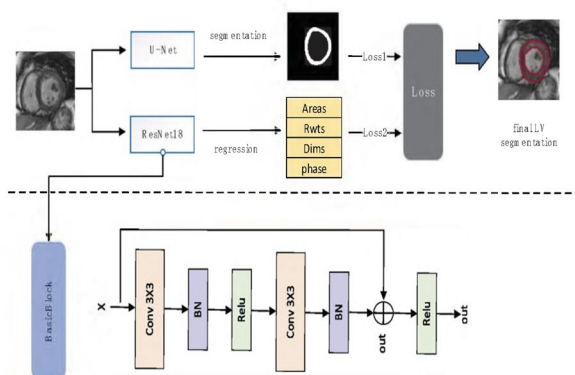 U-Net
segmentation
Loss1
Loss
final LV
segmentation
ResNet18
regression
Areas
Rwts
Dims
phase
Loss2
BasicBlock
X
Conv 3X3
BN
Relu
Conv 3X3
BN
out
Relu
out